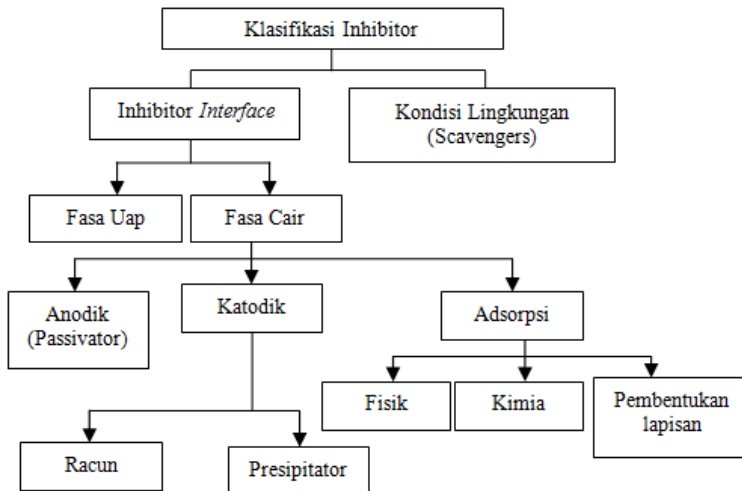 Klasifikasi Inhibitor
Inhibitor Interface
Kondisi Lingkungan
(Scavengers)
Fasa Uap
Fasa Cair
Anodik
(Passivator)
Katodik
Adsorpsi
Fisik
Kimia
Pembentukan
lapisan
Racun
Presipitator